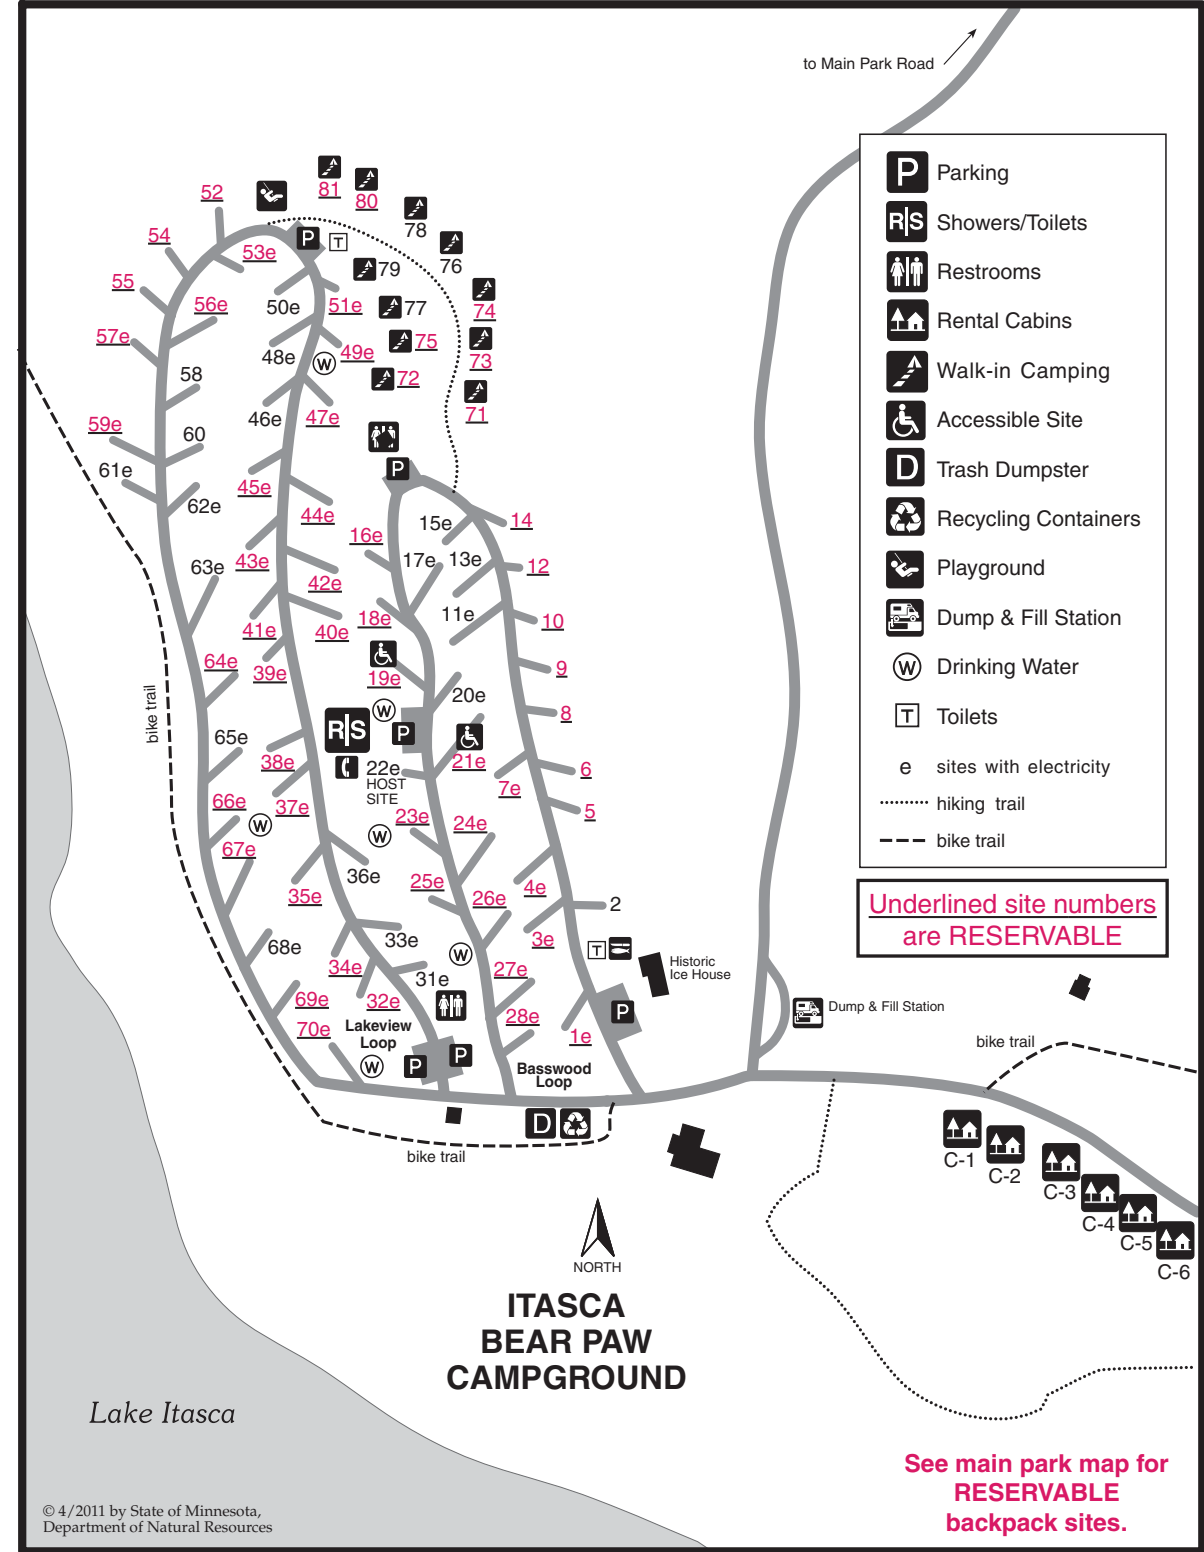 to Main Park Road
P Parking
R|S Showers/Toilets
Restrooms
Rental Cabins
Walk-in Camping
Accessible Site
D Trash Dumpster
Recycling Containers
Playground
Dump & Fill Station
W Drinking Water
T Toilets
e sites with electricity
hiking trail
bike trail
Underlined site numbers
are RESERVABLE
52
81
80
78
54
53e
P
T
76
79
55
56e
50e
51e
77
74
57e
48e
W
49e
75
73
58
72
46e
47e
71
59e
60
61e
P
45e
62e
44e
15e
14
16e
43e
17e
13e
12
63e
42e
18e
11e
10
41e
40e
64e
39e
19e
9
20e
bike trail
W
8
R|S
P
65e
38e
22e
HOST
SITE
21e
6
7e
66e
37e
W
23e
24e
5
W
67e
36e
25e
4e
35e
26e
2
33e
3e
68e
W
T
Historic
Ice House
34e
31e
27e
69e
32e
28e
P
70e
Lakeview
Loop
1e
W
P
P
Basswood
Loop
Dump & Fill Station
bike trail
D
bike trail
C-1
C-2
C-3
C-4
C-5
C-6
NORTH
ITASCA
BEAR PAW
CAMPGROUND
Lake Itasca
See main park map for
RESERVABLE
backpack sites.
© 4/2011 by State of Minnesota,
Department of Natural Resources